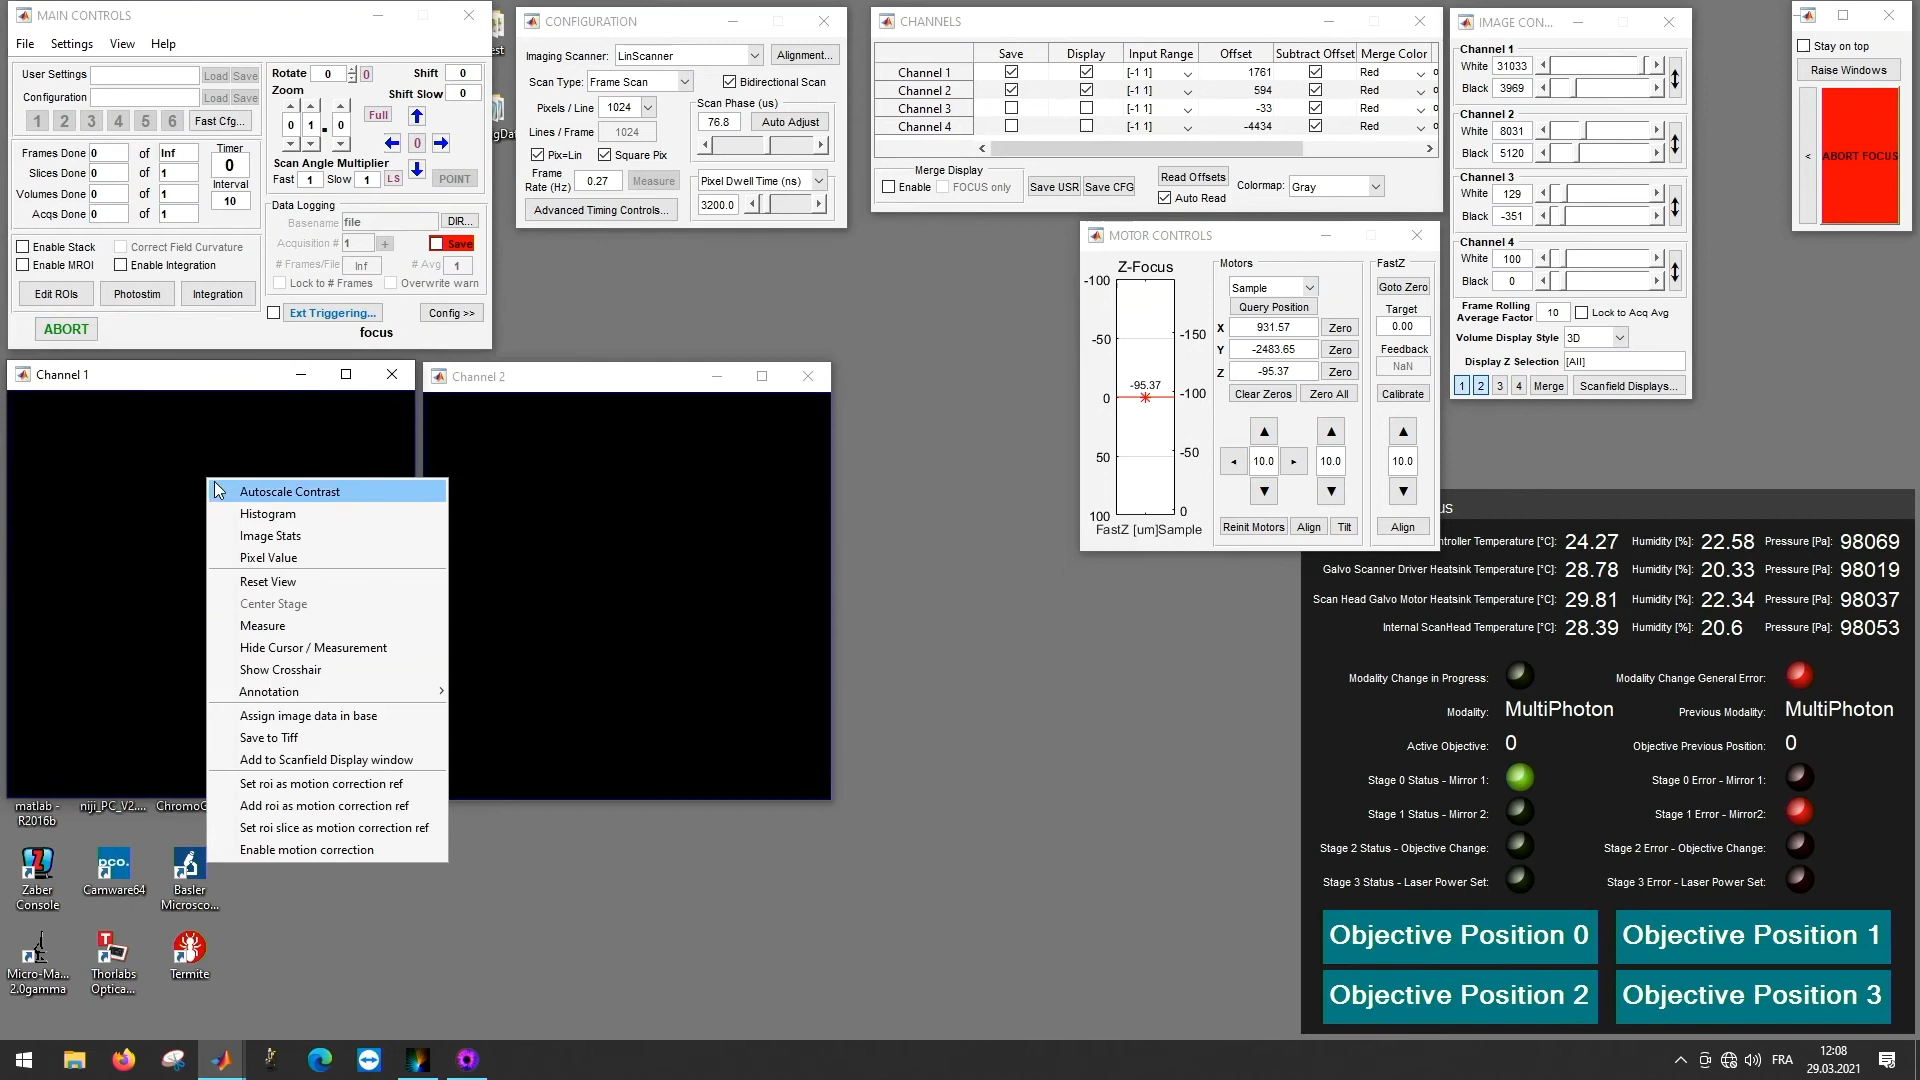 MAIN CONTROLS
File Settings View Help
User Settings Load Save
Configuration Load Save
1 2 3 4 5 6 Fast Cfg...
Rotate 0 0 Shift 0
Zoom Shift Slow 0
0 1 . 0 Full 0
Scan Angle Multiplier
Fast 1 Slow 1 LS POINT
Frames Done 0 of Inf
Slices Done 0 of 1
Volumes Done 0 of 1
Acqs Done 0 of 1
Timer
0
Interval
10
Data Logging
Basename file DIR...
Acquisition # 1 + Save
# Frames/File Inf # Avg 1
Lock to # Frames Overwrite warn
Enable Stack Correct Field Curvature
Enable MROI Enable Integration
Edit ROIs Photostim Integration
Ext Triggering... Config >>
ABORT focus
CONFIGURATION
Imaging Scanner: LinScanner Alignment...
Scan Type: Frame Scan Bidirectional Scan
Pixels / Line 1024
Lines / Frame 1024
Pix=Lin Square Pix
Frame
Rate (Hz) 0.27 Measure
Advanced Timing Controls...
Scan Phase (us)
76.8 Auto Adjust
Pixel Dwell Time (ns)
3200.0
CHANNELS
Save Display Input Range Offset Subtract Offset Merge Color
Channel 1 [-1 1] 1761 Red
Channel 2 [-1 1] 594 Red
Channel 3 [-1 1] -33 Red
Channel 4 [-1 1] -4434 Red
Merge Display
Enable FOCUS only Save USR Save CFG
Read Offsets
Auto Read
Colormap: Gray
IMAGE CON...
Channel 1
White 31033
Black 3969
Channel 2
White 8031
Black 5120
Channel 3
White 129
Black -351
Channel 4
White 100
Black 0
Frame Rolling
Average Factor 10 Lock to Acq Avg
Volume Display Style 3D
Display Z Selection [All]
1 2 3 4 Merge Scanfield Displays...
Stay on top
Raise Windows
< ABORT FOCUS
MOTOR CONTROLS
Z-Focus
-100
-50
0
50
100
-95.37
-150
-100
-50
0
FastZ [um] Sample
Motors
Sample
Query Position
X 931.57 Zero
Y -2483.65 Zero
Z -95.37 Zero
Clear Zeros Zero All
10.0 10.0
Reinit Motors Align Tilt
FastZ
Goto Zero
Target
0.00
Feedback
NaN
Calibrate
10.0
Align
Channel 1
Channel 2
Autoscale Contrast
Histogram
Image Stats
Pixel Value
Reset View
Center Stage
Measure
Hide Cursor / Measurement
Show Crosshair
Annotation
Assign image data in base
Save to Tiff
Add to Scanfield Display window
Set roi as motion correction ref
Add roi as motion correction ref
Set roi slice as motion correction ref
Enable motion correction
us
troller Temperature [°C]: 24.27 Humidity [%]: 22.58 Pressure [Pa]: 98069
Galvo Scanner Driver Heatsink Temperature [°C]: 28.78 Humidity [%]: 20.33 Pressure [Pa]: 98019
Scan Head Galvo Motor Heatsink Temperature [°C]: 29.81 Humidity [%]: 22.34 Pressure [Pa]: 98037
Internal ScanHead Temperature [°C]: 28.39 Humidity [%]: 20.6 Pressure [Pa]: 98053
Modality Change in Progress: Modality Change General Error:
Modality: MultiPhoton Previous Modality: MultiPhoton
Active Objective: 0 Objective Previous Position: 0
Stage 0 Status - Mirror 1: Stage 0 Error - Mirror 1:
Stage 1 Status - Mirror 2: Stage 1 Error - Mirror2:
Stage 2 Status - Objective Change: Stage 2 Error - Objective Change:
Stage 3 Status - Laser Power Set: Stage 3 Error - Laser Power Set:
Objective Position 0 Objective Position 1
Objective Position 2 Objective Position 3
matlab - R2016b
niji_PC_V2....
ChromoG
Zaber Console
pco.
Camware64
Basler Microsco...
Micro-Ma... 2.0gamma
Thorlabs Optica...
Termite
FRA
12:08
29.03.2021